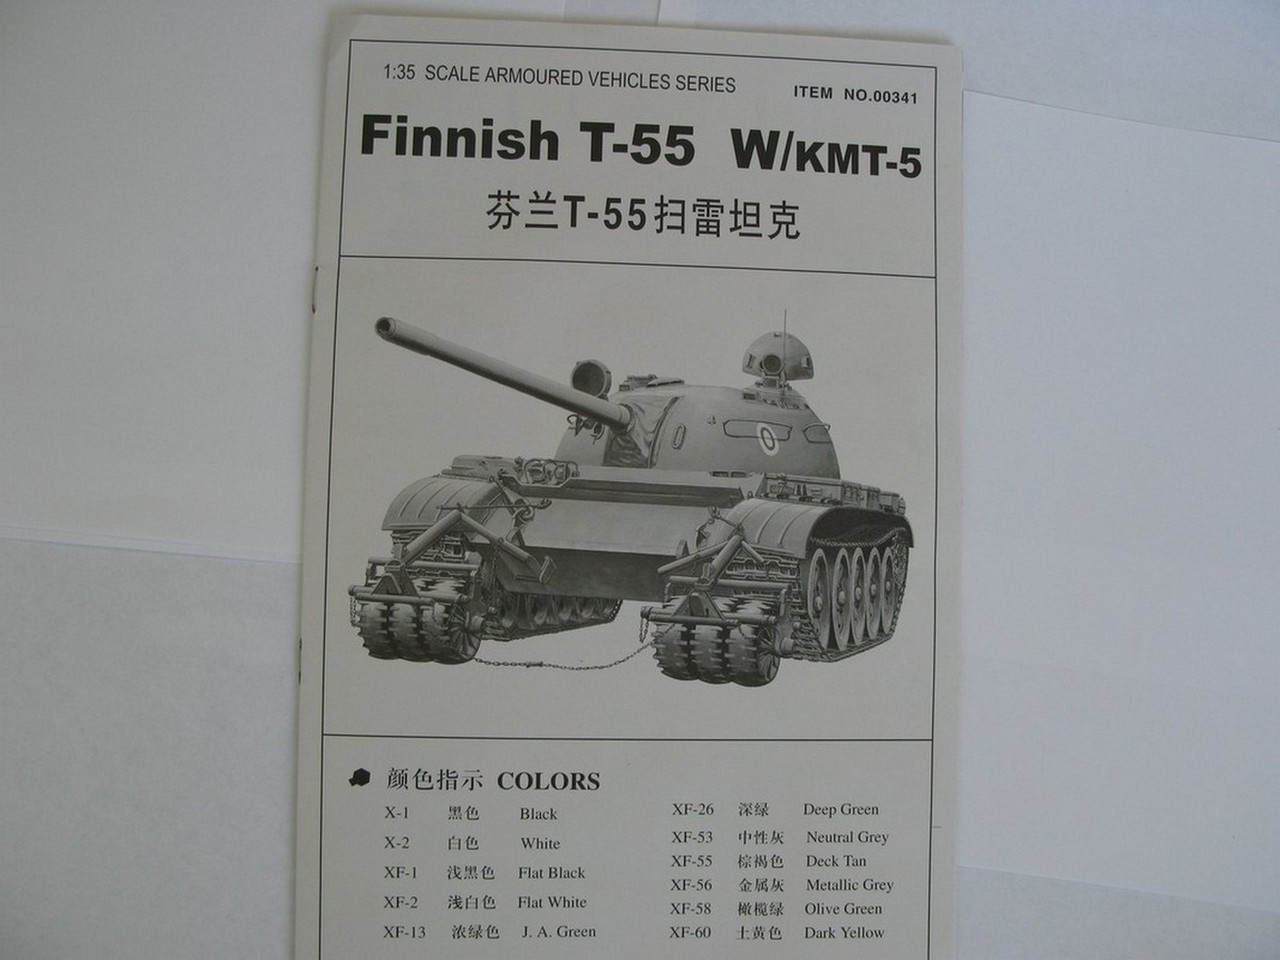 1:35 SCALE ARMOURED VEHICLES SERIES
ITEM NO.00341
Finnish T-55 W/KMT-5
芬兰T-55扫雷坦克
颜色指示 COLORS
X-1 黑色 Black
X-2 白色 White
XF-1 浅黑色 Flat Black
XF-2 浅白色 Flat White
XF-13 浓绿色 J. A. Green
XF-26 深绿 Deep Green
XF-53 中性灰 Neutral Grey
XF-55 棕褐色 Deck Tan
XF-56 金属灰 Metallic Grey
XF-58 橄榄绿 Olive Green
XF-60 土黄色 Dark Yellow